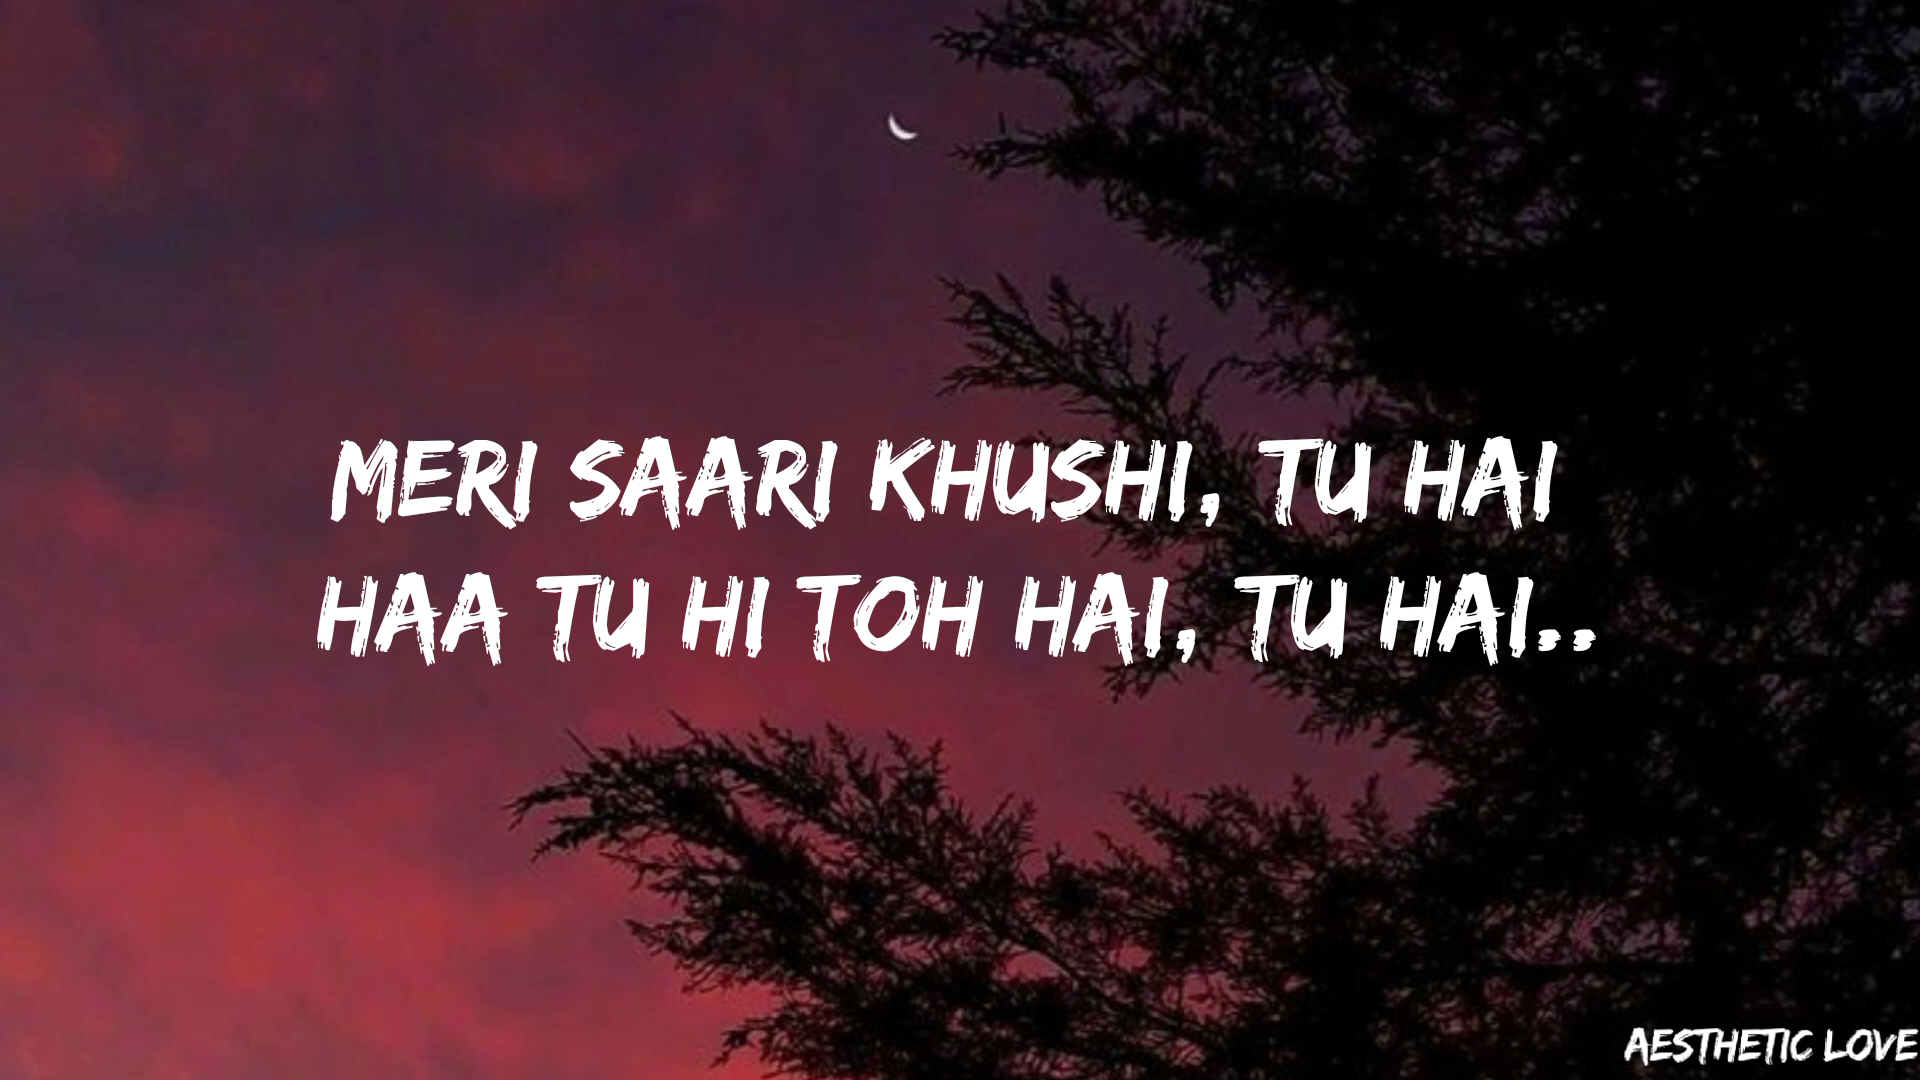 MERI SAARI KHUSHI, TU HAI
HAA TU HI TOH HAI, TU HAI..
AESTHETIC LOVE